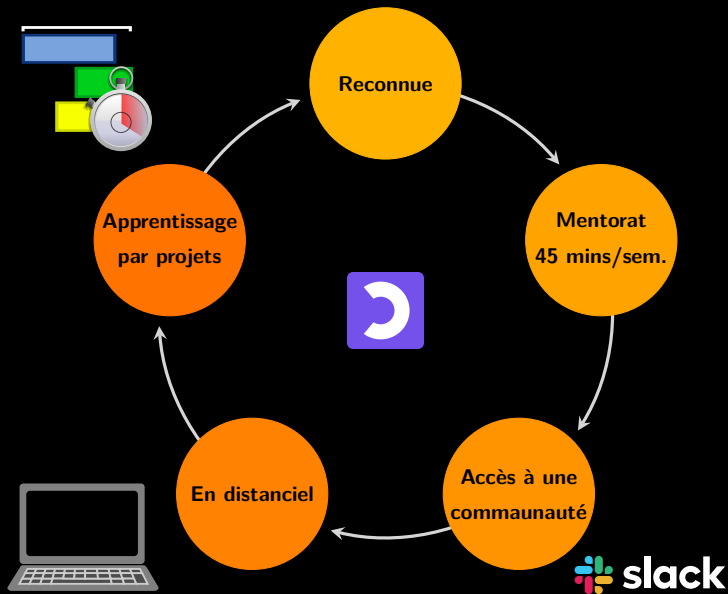 Reconnue
Mentorat
45 mins/sem.
Accès à une
commaunauté
En distanciel
Apprentissage
par projets
slack